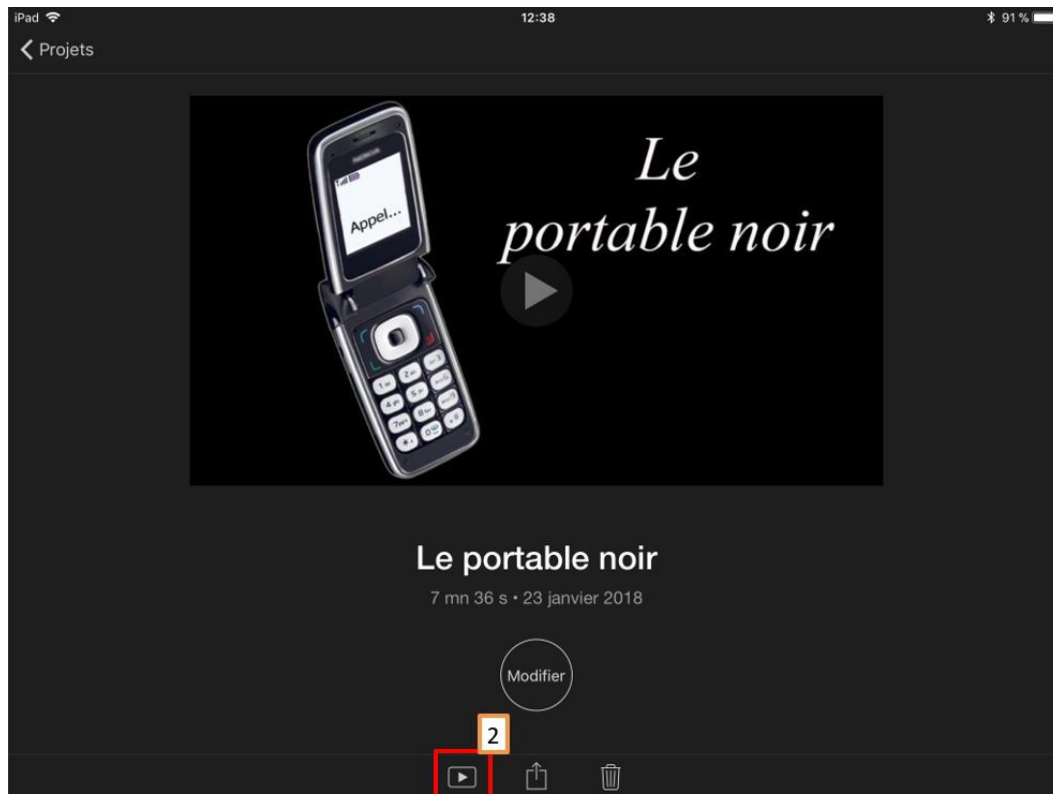 iPad
12:38
91 %
Projets
Le
portable noir
Appel...
Le portable noir
7 mn 36 s • 23 janvier 2018
Modifier
2